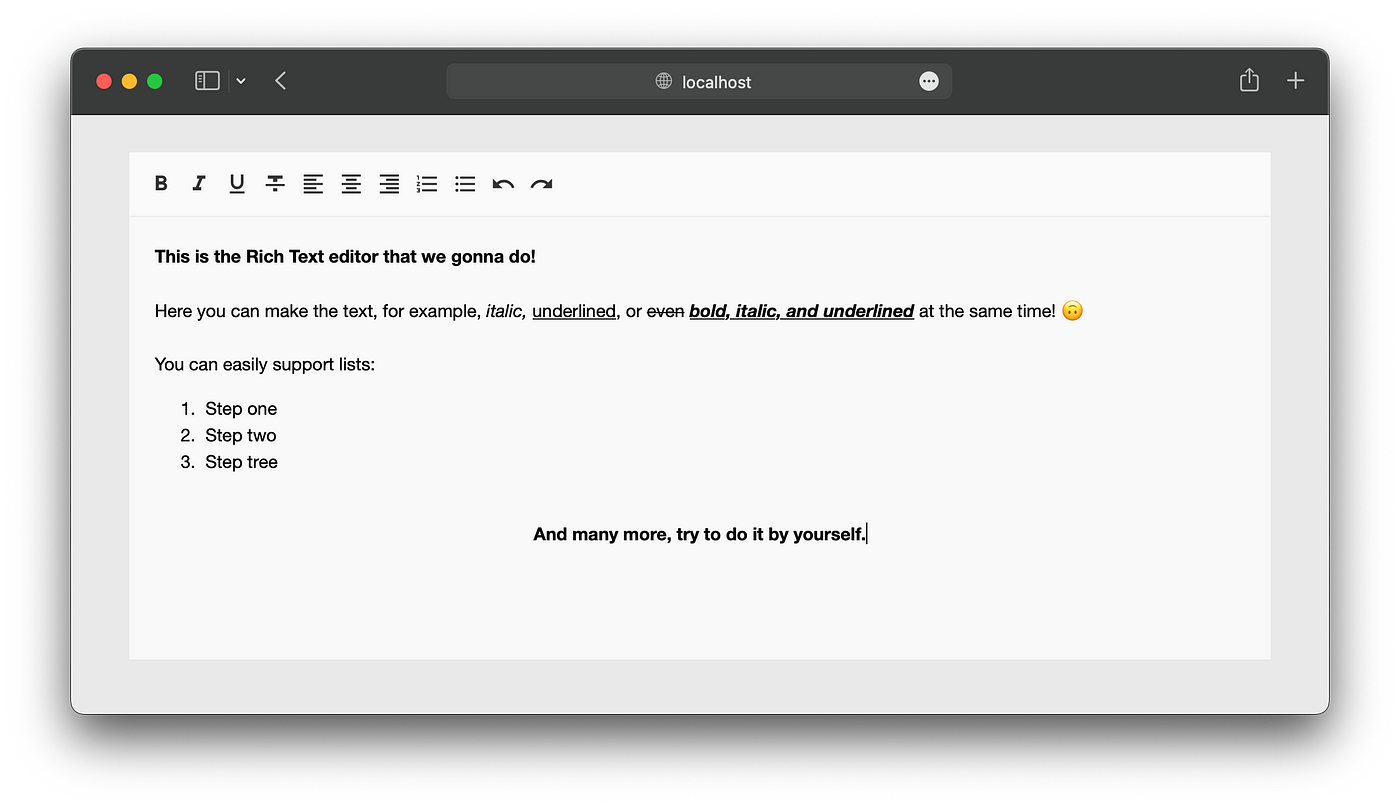 localhost
This is the Rich Text editor that we gonna do!
Here you can make the text, for example, italic, underlined, or even bold, italic, and underlined at the same time! 🙃
You can easily support lists:
1. Step one
2. Step two
3. Step tree
And many more, try to do it by yourself.